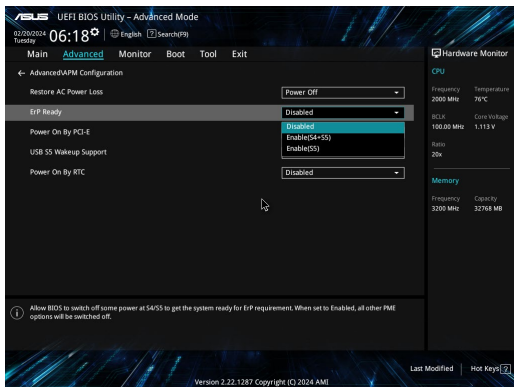 ASUS UEFI BIOS Utility – Advanced Mode
02/20/2024 Tuesday 06:18 English ? Search(F9)
Main Advanced Monitor Boot Tool Exit
Hardware Monitor
← Advanced\APM Configuration
Restore AC Power Loss Power Off
ErP Ready Disabled
Disabled
Enable(S4+S5)
Enable(S5)
Power On By PCI-E
USB S5 Wakeup Support
Power On By RTC Disabled
CPU
Frequency Temperature
2000 MHz 76°C
BCLK Core Voltage
100.00 MHz 1.113 V
Ratio
20x
Memory
Frequency Capacity
3200 MHz 32768 MB
i Allow BIOS to switch off some power at S4/S5 to get the system ready for ErP requirement. When set to Enabled, all other PME
options will be switched off.
Last Modified Hot Keys ?
Version 2.22.1287 Copyright (C) 2024 AMI